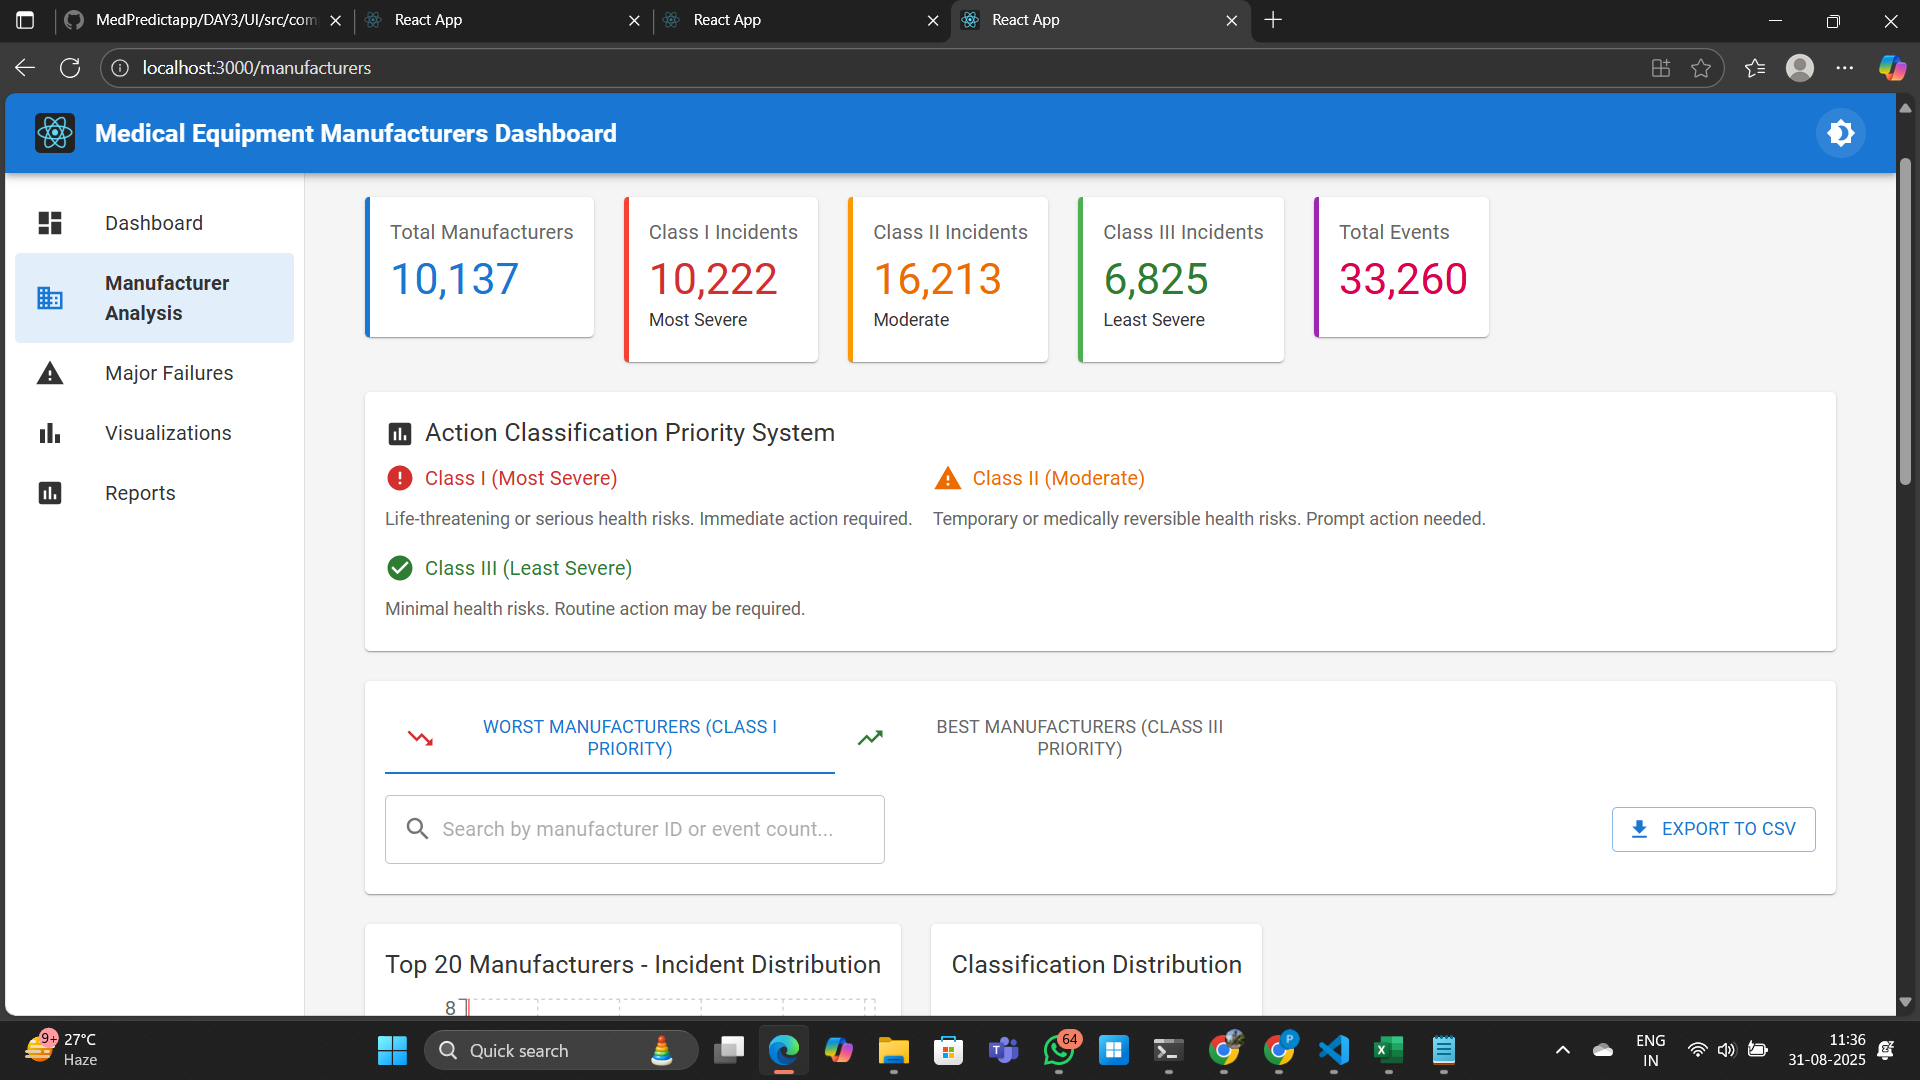 MedPredictapp/DAY3/UI/src/com
React App
React App
React App
localhost:3000/manufacturers
Medical Equipment Manufacturers Dashboard
Dashboard
Manufacturer
Analysis
Major Failures
Visualizations
Reports
Total Manufacturers
10,137
Class I Incidents
10,222
Most Severe
Class II Incidents
16,213
Moderate
Class III Incidents
6,825
Least Severe
Total Events
33,260
Action Classification Priority System
Class I (Most Severe)
Life-threatening or serious health risks. Immediate action required.
Class II (Moderate)
Temporary or medically reversible health risks. Prompt action needed.
Class III (Least Severe)
Minimal health risks. Routine action may be required.
WORST MANUFACTURERS (CLASS I
PRIORITY)
BEST MANUFACTURERS (CLASS III
PRIORITY)
Search by manufacturer ID or event count...
EXPORT TO CSV
Top 20 Manufacturers - Incident Distribution
8
Classification Distribution
9+
27°C
Haze
Quick search
64
P
ENG
IN
11:36
31-08-2025